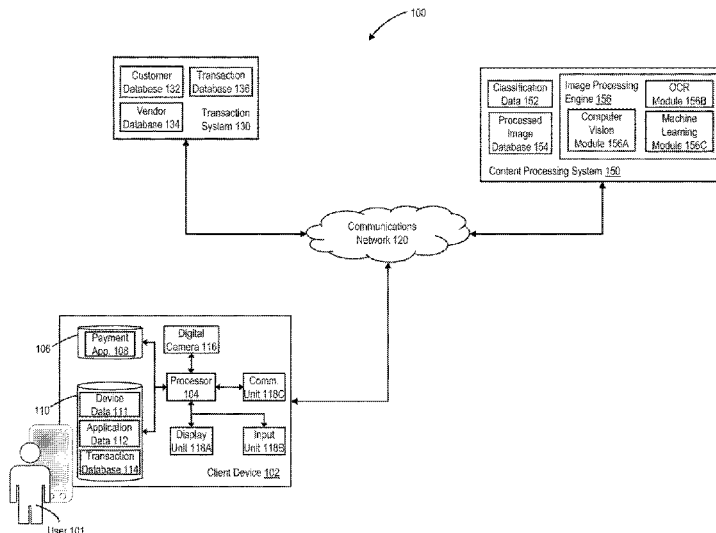 100
Customer
Database 132
Transaction
Database 136
Vendor
Database 134
Transaction
System 130
Classification
Data 152
Processed
Image
Database 154
Image Processing
Engine 156
Computer
Vision
Module 156A
OCR
Module 156B
Machine
Learning
Module 156C
Content Processing System 150
Communications
Network 120
106
Payment
App. 108
110
Device
Data 111
Application
Data 112
Transaction
Database 114
Digital
Camera 116
Processor
104
Comm.
Unit 118C
Display
Unit 118A
Input
Unit 118B
Client Device 102
User 101